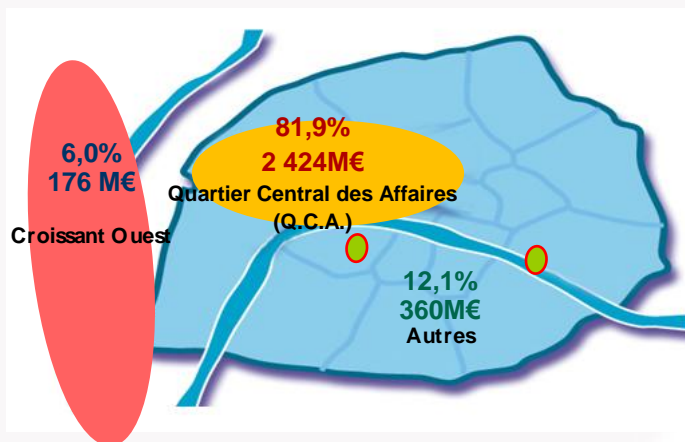 81,9%
2 424M€
Quartier Central des Affaires
(Q.C.A.)
6,0%
176 M€
Croissant Ouest
12,1%
360M€
Autres